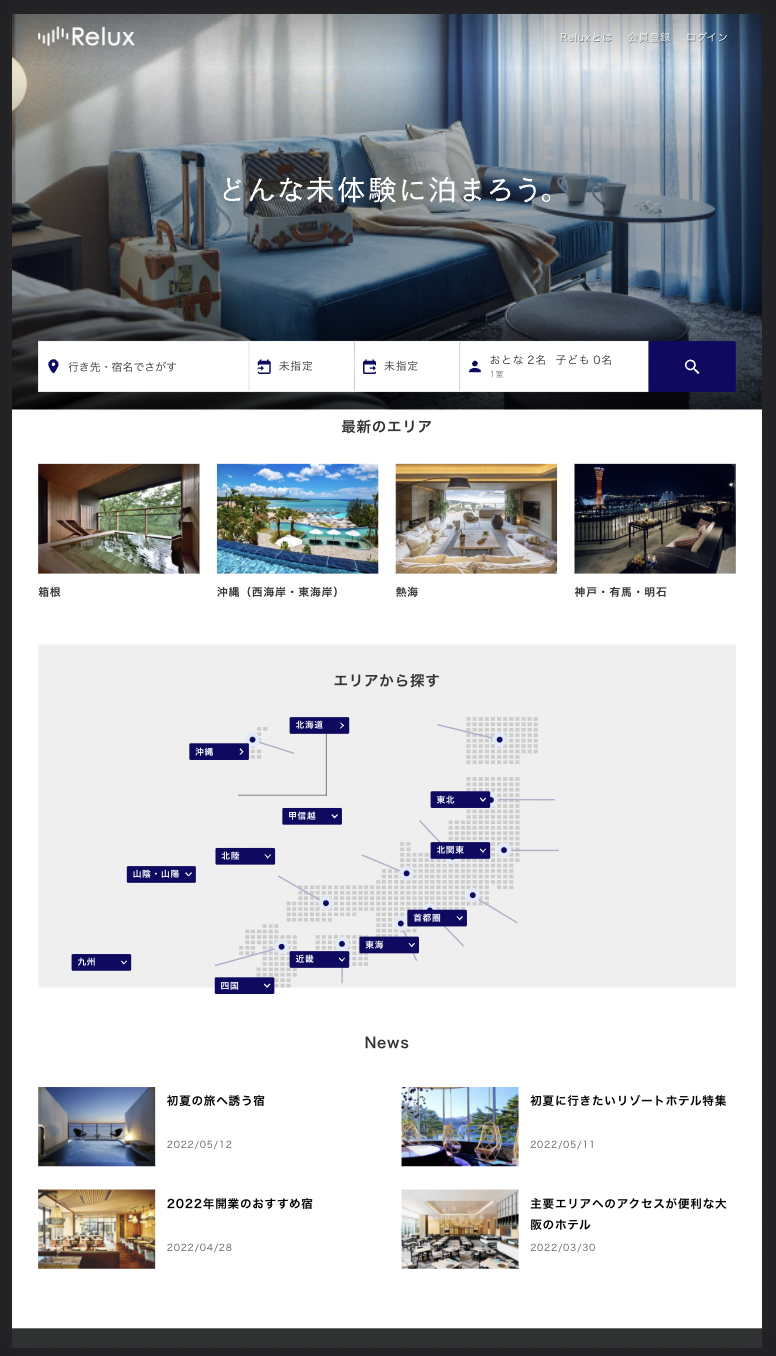 Relux
Reluxとは 会員登録 ログイン
どんな未体験に泊まろう。
行き先・宿名でさがす
未指定
未指定
おとな 2名 子ども 0名
1室
最新のエリア
箱根
沖縄（西海岸・東海岸）
熱海
神戸・有馬・明石
エリアから探す
北海道
沖縄
東北
甲信越
北関東
北陸
山陰・山陽
首都圏
東海
近畿
九州
四国
News
初夏の旅へ誘う宿
2022/05/12
初夏に行きたいリゾートホテル特集
2022/05/11
2022年開業のおすすめ宿
2022/04/28
主要エリアへのアクセスが便利な大
阪のホテル
2022/03/30